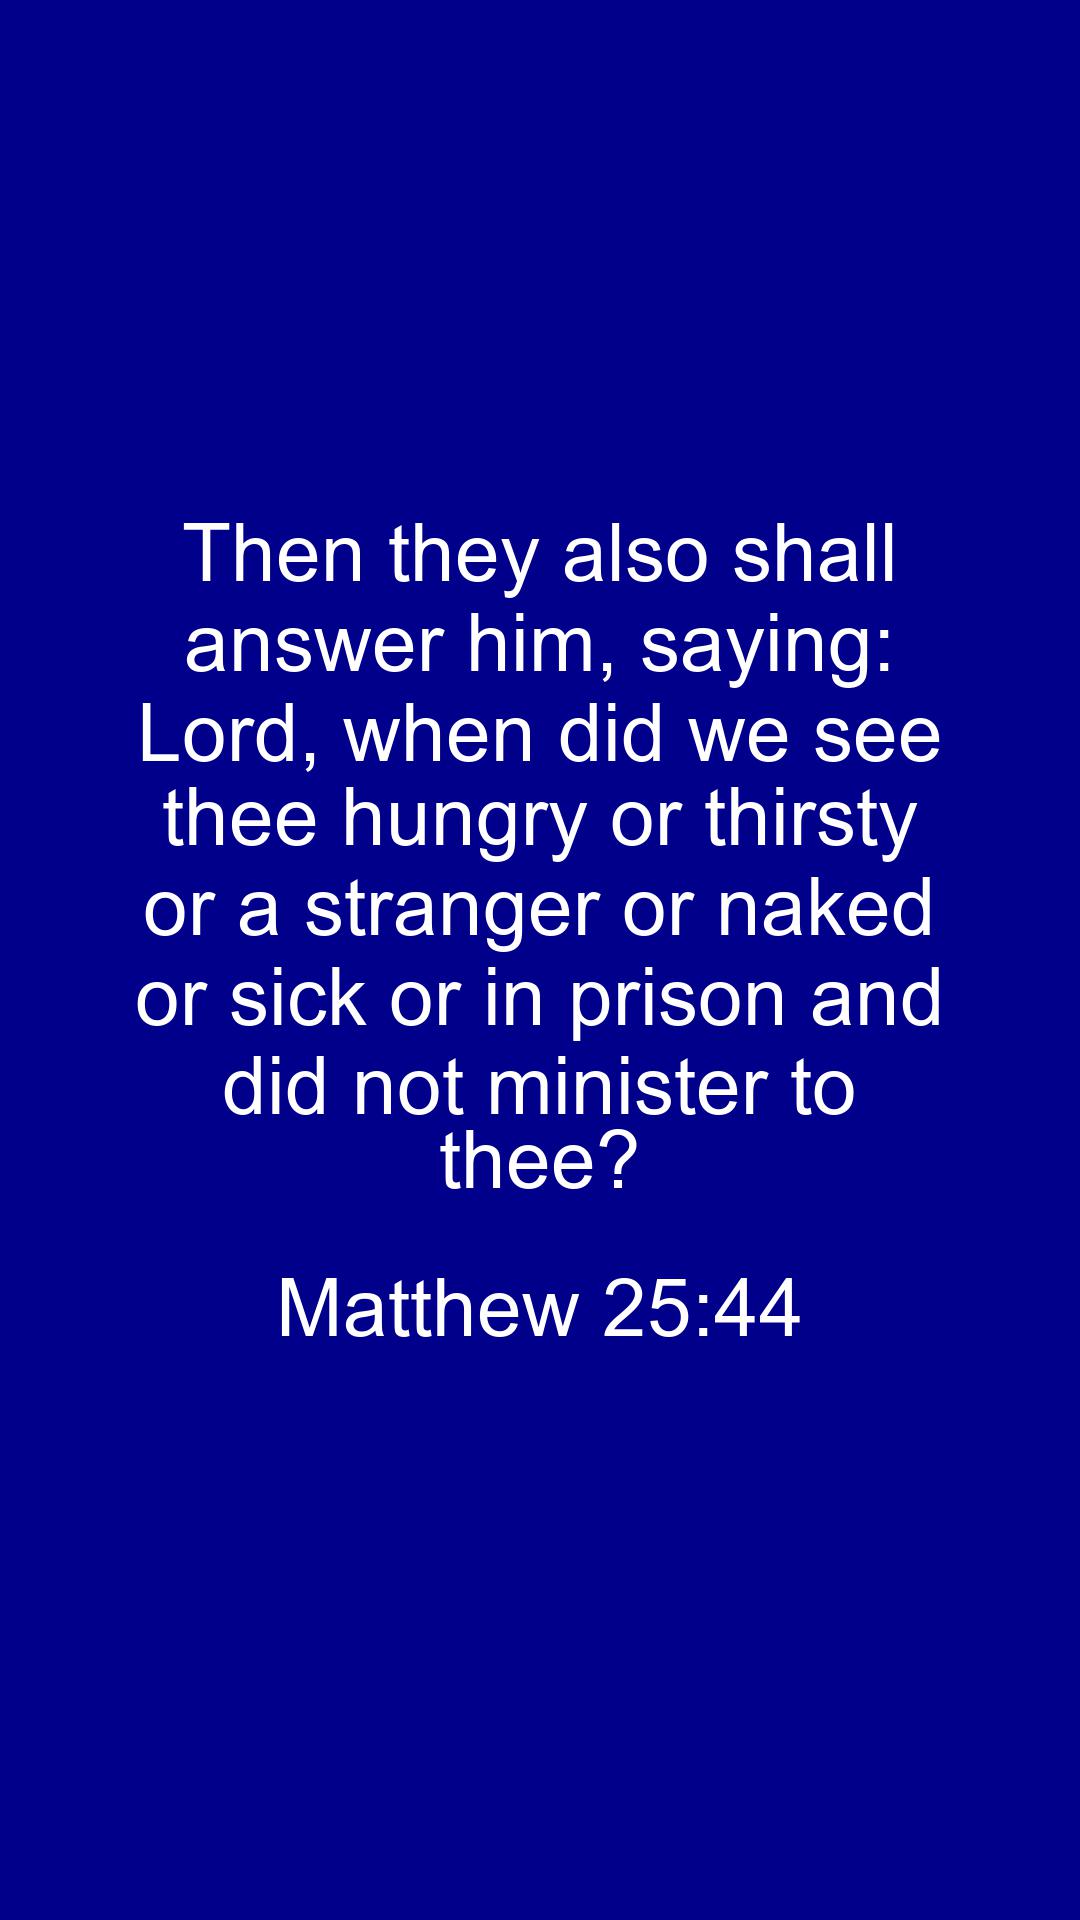 Then they also shall
answer him, saying:
Lord, when did we see
thee hungry or thirsty
or a stranger or naked
or sick or in prison and
did not minister to
thee?
Matthew 25:44